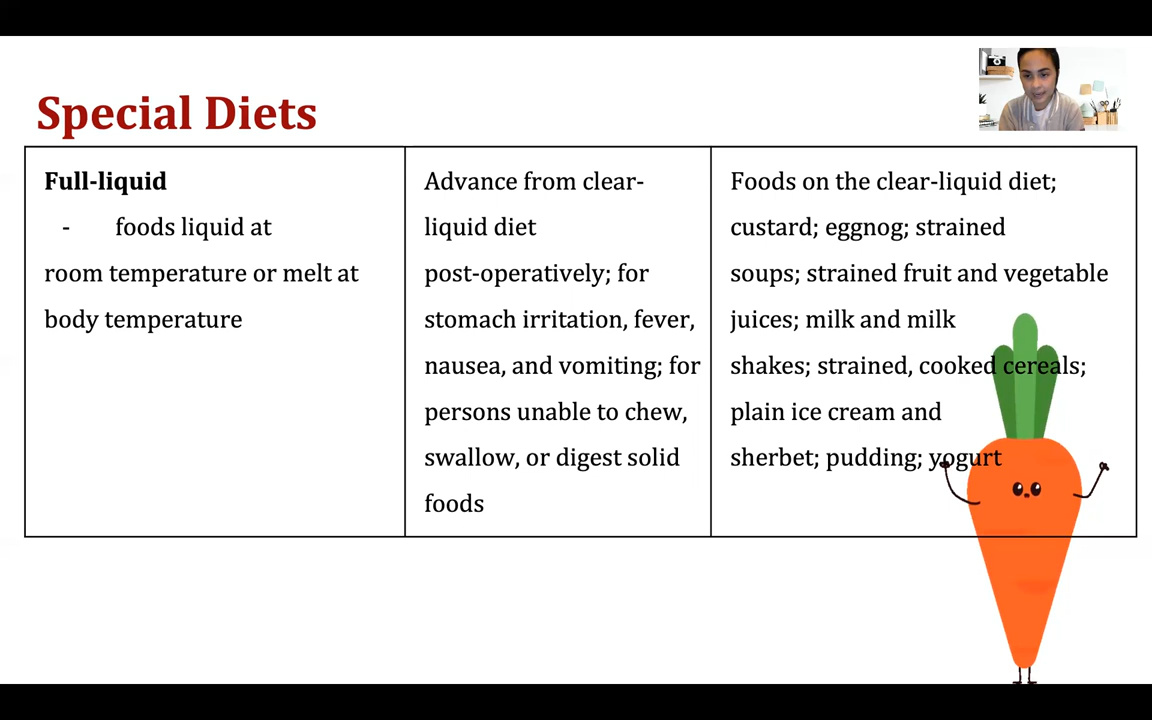 Special Diets
Full-liquid
- foods liquid at
room temperature or melt at
body temperature
Advance from clear-
liquid diet
post-operatively; for
stomach irritation, fever,
nausea, and vomiting; for
persons unable to chew,
swallow, or digest solid
foods
Foods on the clear-liquid diet;
custard; eggnog; strained
soups; strained fruit and vegetable
juices; milk and milk
shakes; strained, cooked cereals;
plain ice cream and
sherbet; pudding; yogurt